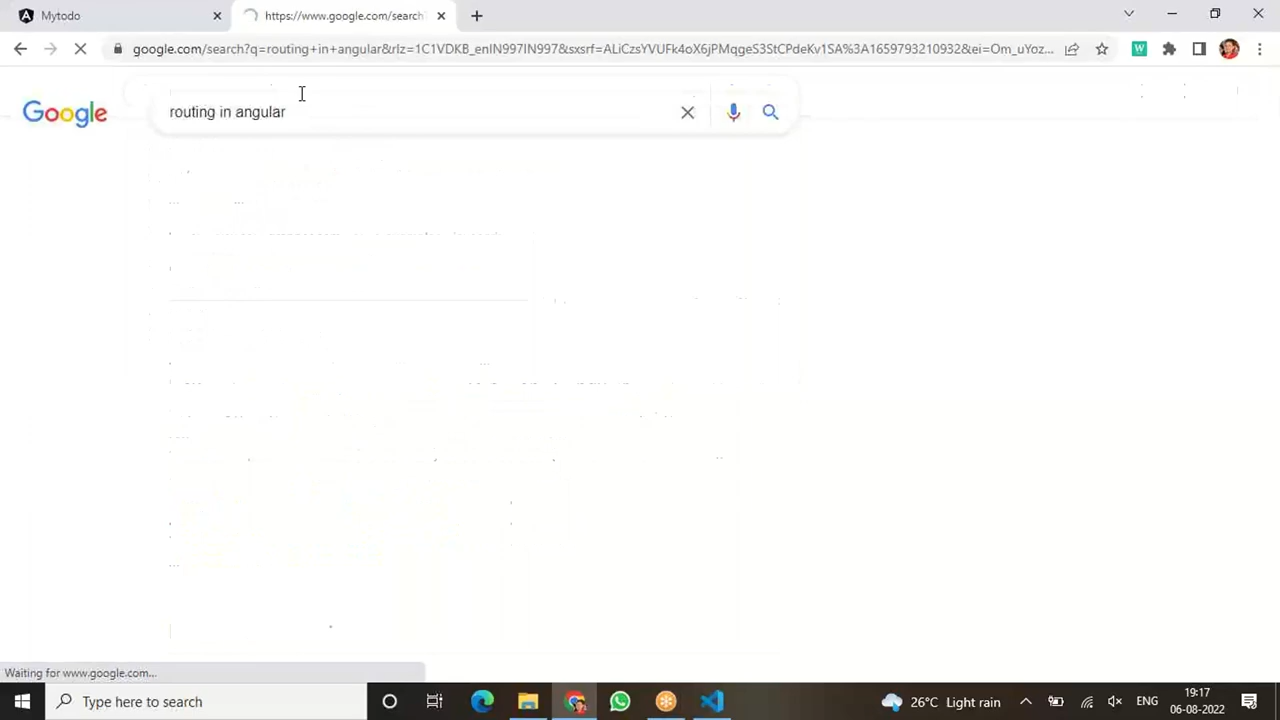 Mytodo
https://www.google.com/search?
google.com/search?q=routing+in+angular&rlz=1C1VDKB_enIN997IN997&sxsrf=ALiCzsYVUFk4oX6jPMqgeS3StCPdeKv1SA%3A1659793210932&ei=Om_uYoz...
Google
routing in angular
Waiting for www.google.com...
Type here to search
26°C Light rain
ENG
19:17
06-08-2022